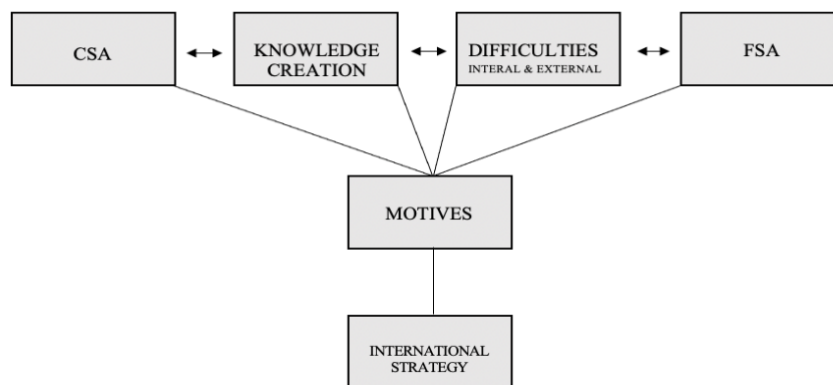 CSA
KNOWLEDGE
CREATION
DIFFICULTIES
INTERAL & EXTERNAL
FSA
MOTIVES
INTERNATIONAL
STRATEGY